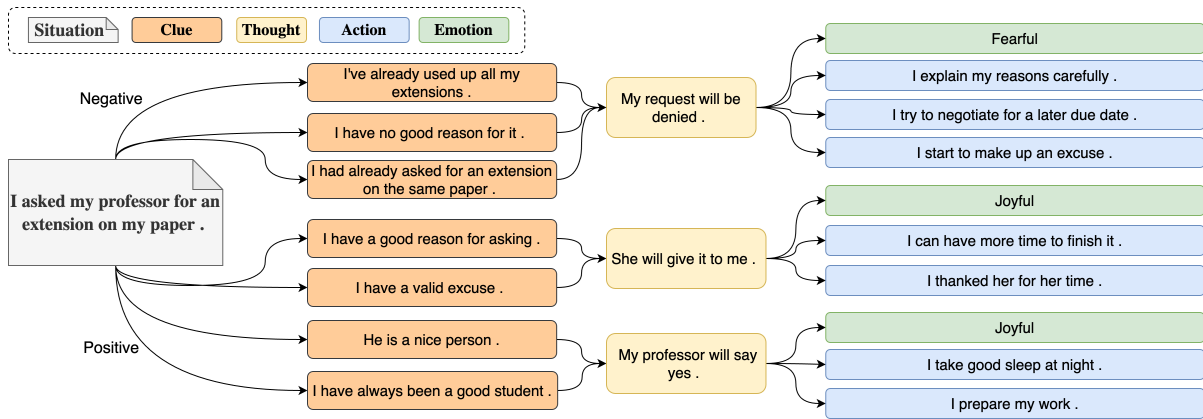 Situation
Clue
Thought
Action
Emotion
Negative
I asked my professor for an
extension on my paper .
Positive
I've already used up all my
extensions .
I have no good reason for it .
I had already asked for an extension
on the same paper .
I have a good reason for asking .
I have a valid excuse .
He is a nice person .
I have always been a good student .
My request will be
denied .
She will give it to me .
My professor will say
yes .
Fearful
I explain my reasons carefully .
I try to negotiate for a later due date .
I start to make up an excuse .
Joyful
I can have more time to finish it .
I thanked her for her time .
Joyful
I take good sleep at night .
I prepare my work .